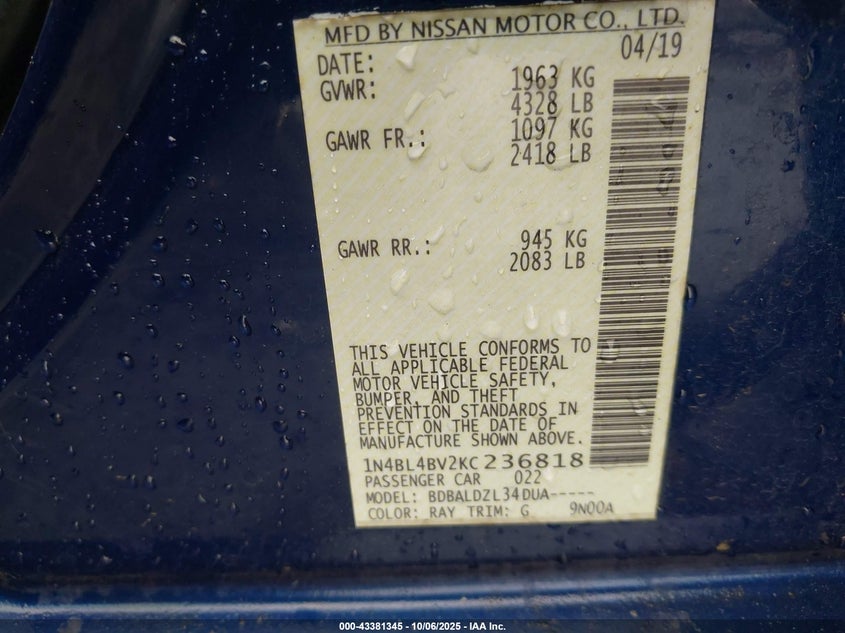 MFD BY NISSAN MOTOR CO., LTD.
DATE: 04/19
GVWR: 1963 KG
4328 LB
GAWR FR.: 1097 KG
2418 LB
GAWR RR.: 945 KG
2083 LB
THIS VEHICLE CONFORMS TO
ALL APPLICABLE FEDERAL
MOTOR VEHICLE SAFETY,
BUMPER, AND THEFT
PREVENTION STANDARDS IN
EFFECT ON THE DATE OF
MANUFACTURE SHOWN ABOVE.
1N4BL4BV2KC236818
PASSENGER CAR 022
MODEL: BDBALDZL34DUA-----
COLOR: RAY TRIM: G 9N00A
000-43381345 - 10/06/2025 - IAA Inc.